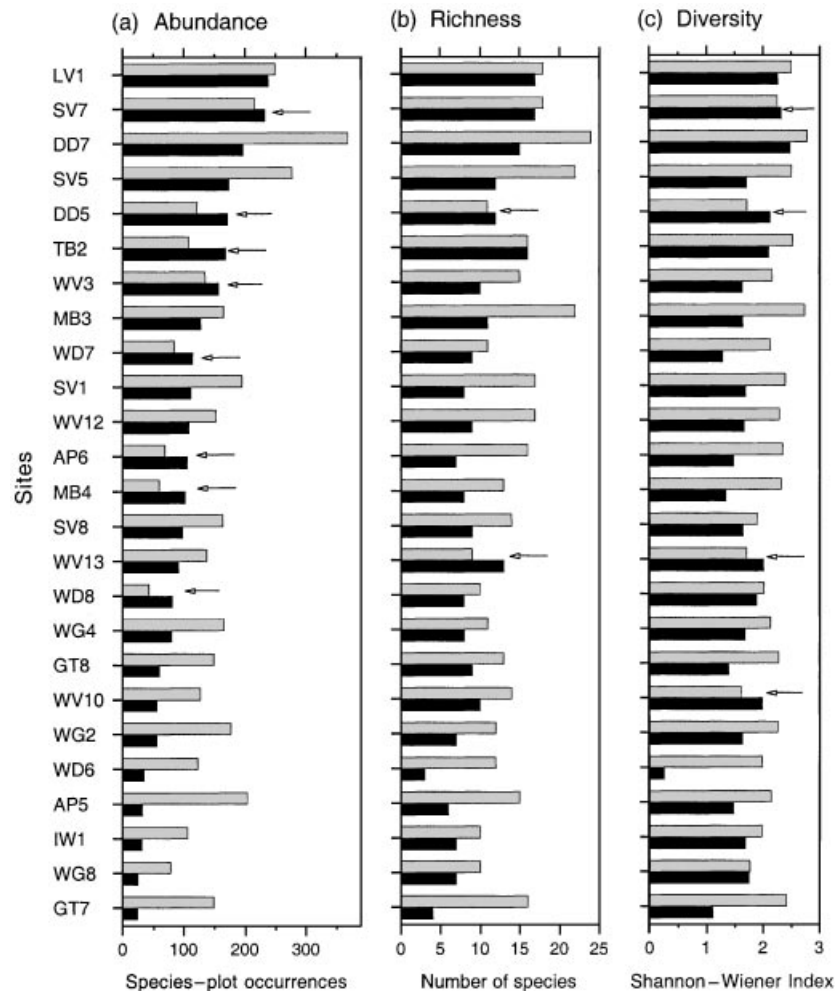 (a) Abundance (b) Richness (c) Diversity
LV1
SV7
DD7
SV5
DD5
TB2
WV3
MB3
WD7
SV1
WV12
AP6
MB4
SV8
WV13
WD8
WG4
GT8
WV10
WG2
WD6
AP5
IW1
WG8
GT7
Sites
0 100 200 300 0 5 10 15 20 25 0 1 2 3
Species–plot occurrences Number of species Shannon–Wiener Index